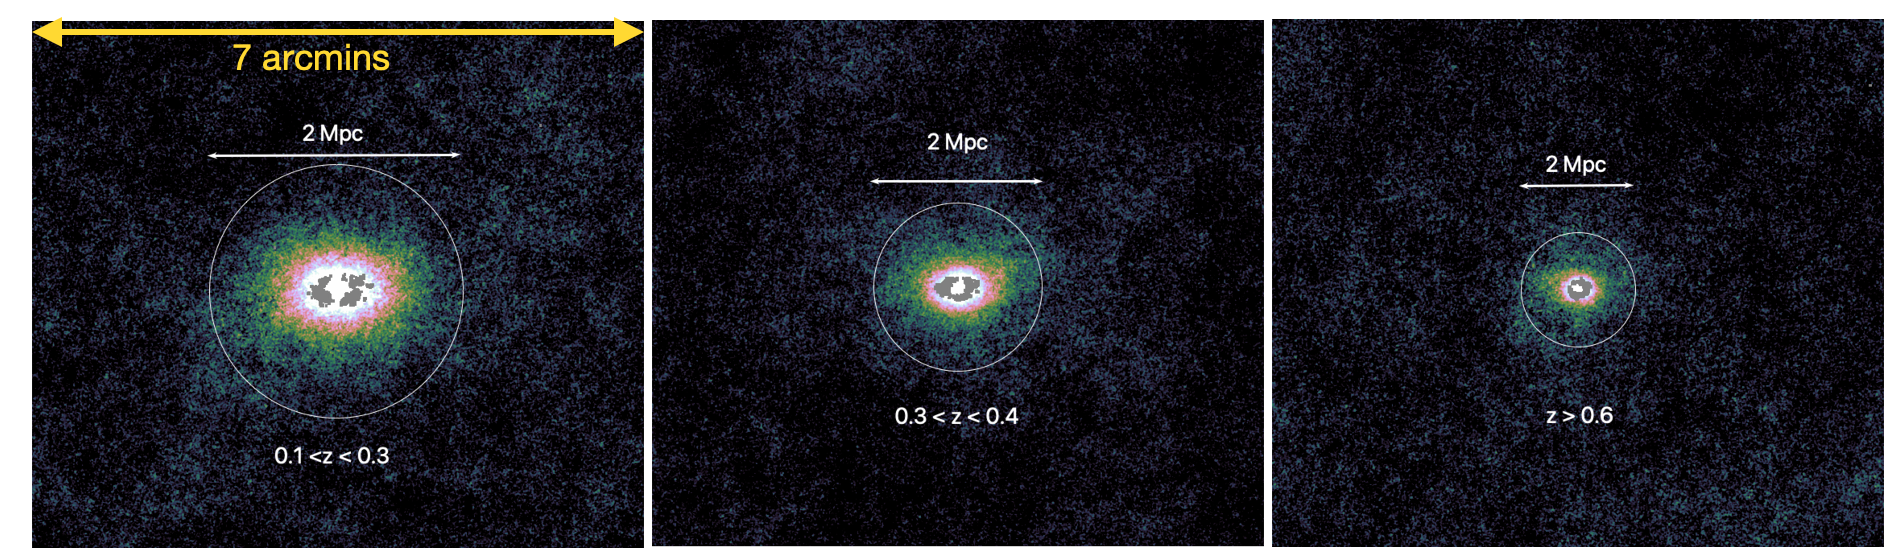 7 arcmins
2 Mpc
0.1 <z < 0.3
2 Mpc
0.3 < z < 0.4
2 Mpc
z > 0.6